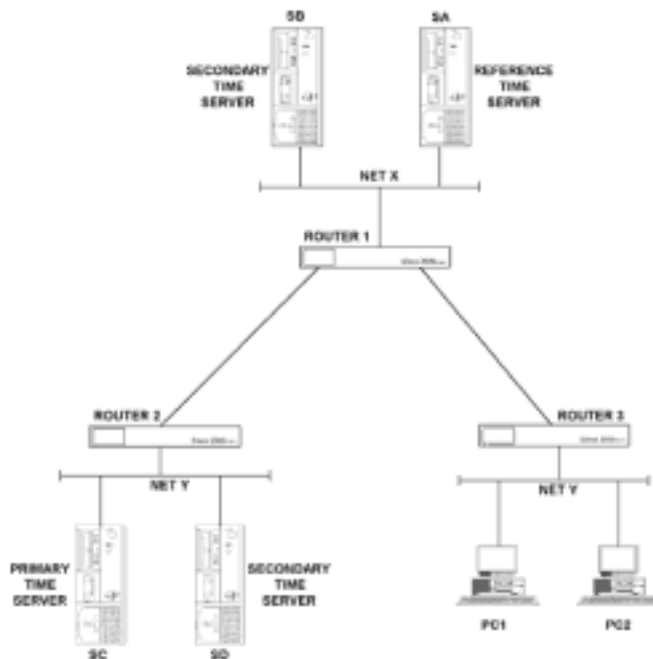 SB
SA
SECONDARY
TIME
SERVER
REFERENCE
TIME
SERVER
NET X
ROUTER 1
ROUTER 2
ROUTER 3
NET Y
NET Y
PRIMARY
TIME
SERVER
SECONDARY
TIME
SERVER
SC
SD
PC1
PC2